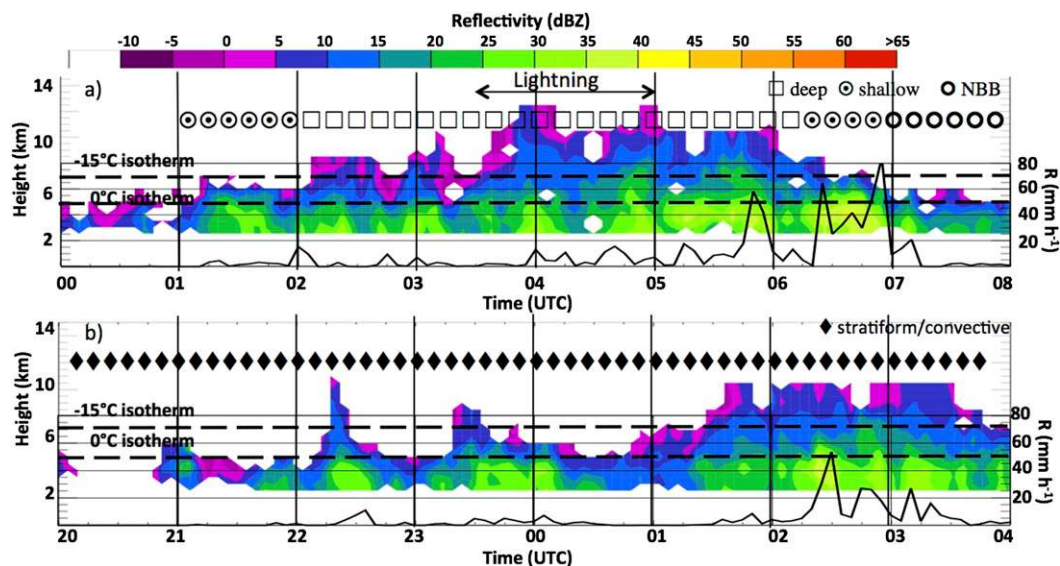 Reflectivity (dBZ)
-10 -5 0 5 10 15 20 25 30 35 40 45 50 55 60 >65
14 a) Lightning deep shallow NBB
10
-15°C isotherm 80
6 60
0°C isotherm 40
2 20
Height (km)
R (mm h⁻¹)
00 01 02 03 04 05 06 07 08
Time (UTC)
14 b) stratiform/convective
10
-15°C isotherm 80
6 60
0°C isotherm 40
2 20
Height (km)
R (mm h⁻¹)
20 21 22 23 00 01 02 03 04
Time (UTC)